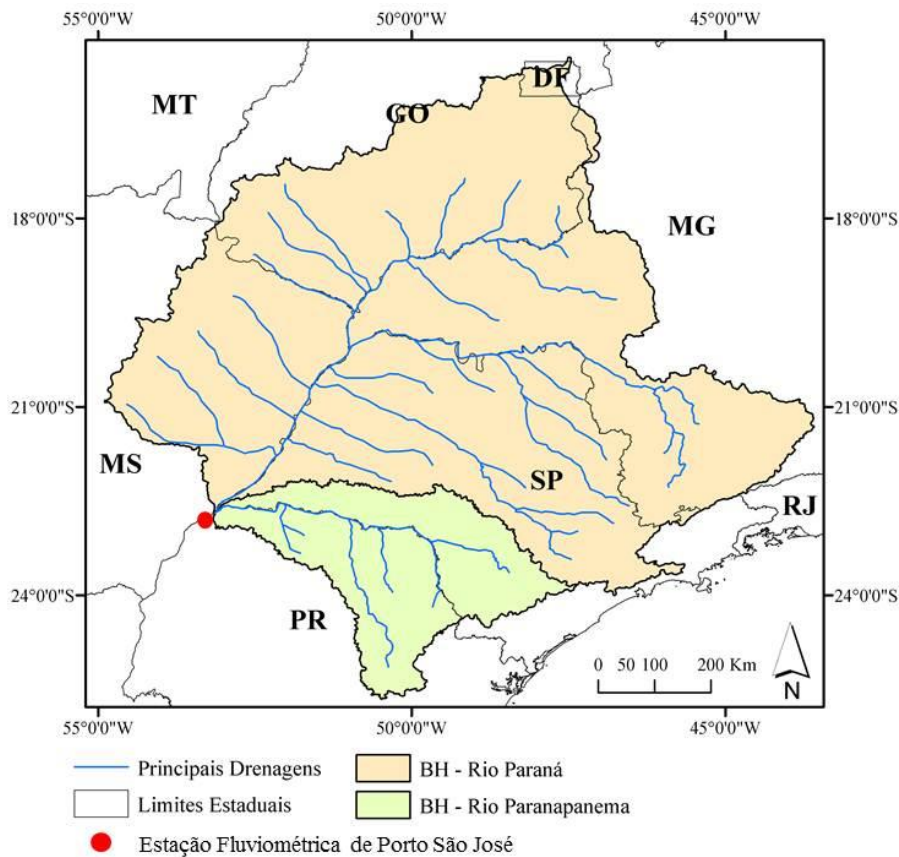 55°0'0"W 50°0'0"W 45°0'0"W
DF
MT
GO
18°0'0"S 18°0'0"S
MG
21°0'0"S 21°0'0"S
MS
SP
RJ
24°0'0"S 24°0'0"S
PR
0 50 100 200 Km
N
55°0'0"W 50°0'0"W 45°0'0"W
Principais Drenagens BH - Rio Paraná
Limites Estaduais BH - Rio Paranapanema
Estação Fluviométrica de Porto São José